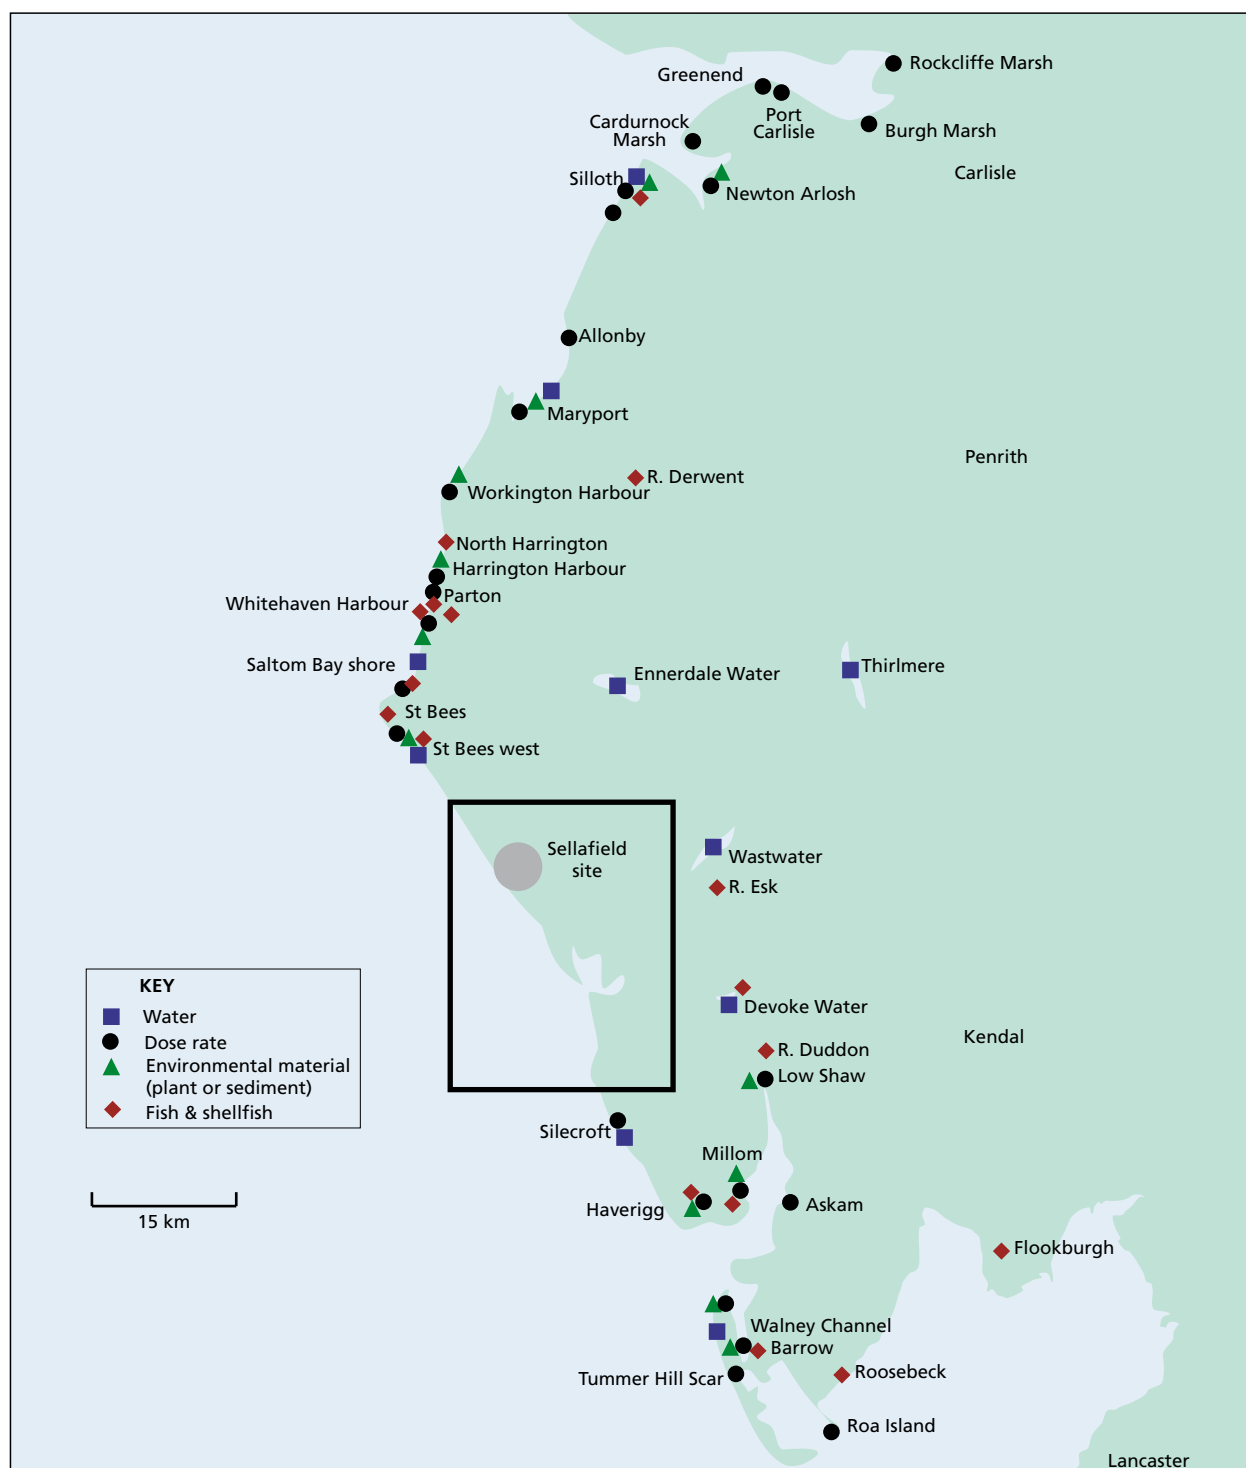 Rockcliffe Marsh
Greenend
Port
Carlisle
Cardurnock
Marsh
Burgh Marsh
Carlisle
Silloth
Newton Arlosh
Allonby
Maryport
Penrith
R. Derwent
Workington Harbour
North Harrington
Harrington Harbour
Parton
Whitehaven Harbour
Saltom Bay shore
Ennerdale Water
Thirlmere
St Bees
St Bees west
Sellafield
site
Wastwater
R. Esk
KEY
Water
Dose rate
Environmental material
(plant or sediment)
Fish & shellfish
Devoke Water
Kendal
R. Duddon
Low Shaw
Silecroft
Millom
Haverigg
Askam
15 km
Flookburgh
Walney Channel
Barrow
Tummer Hill Scar
Roosebeck
Roa Island
Lancaster